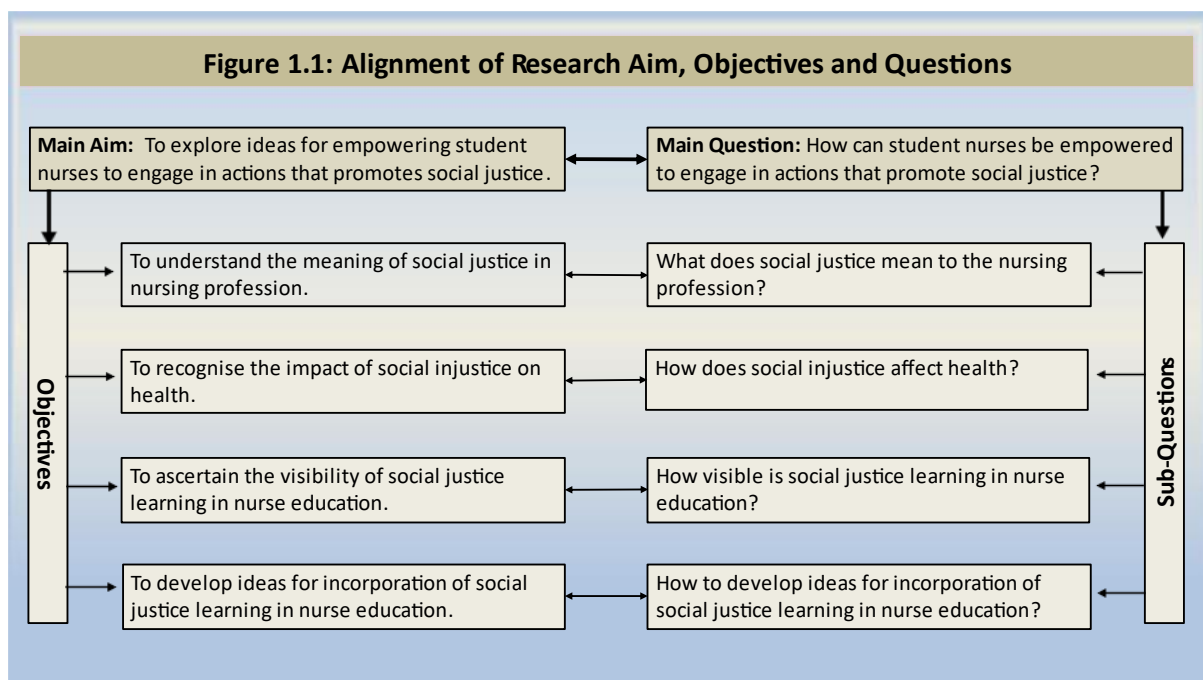 Figure 1.1: Alignment of Research Aim, Objectives and Questions
Main Aim: To explore ideas for empowering student
nurses to engage in actions that promotes social justice.
Main Question: How can student nurses be empowered
to engage in actions that promote social justice?
Objectives
To understand the meaning of social justice in
nursing profession.
What does social justice mean to the nursing
profession?
To recognise the impact of social injustice on
health.
How does social injustice affect health?
To ascertain the visibility of social justice
learning in nurse education.
How visible is social justice learning in nurse
education?
To develop ideas for incorporation of social
justice learning in nurse education.
How to develop ideas for incorporation of
social justice learning in nurse education?
Sub-Questions